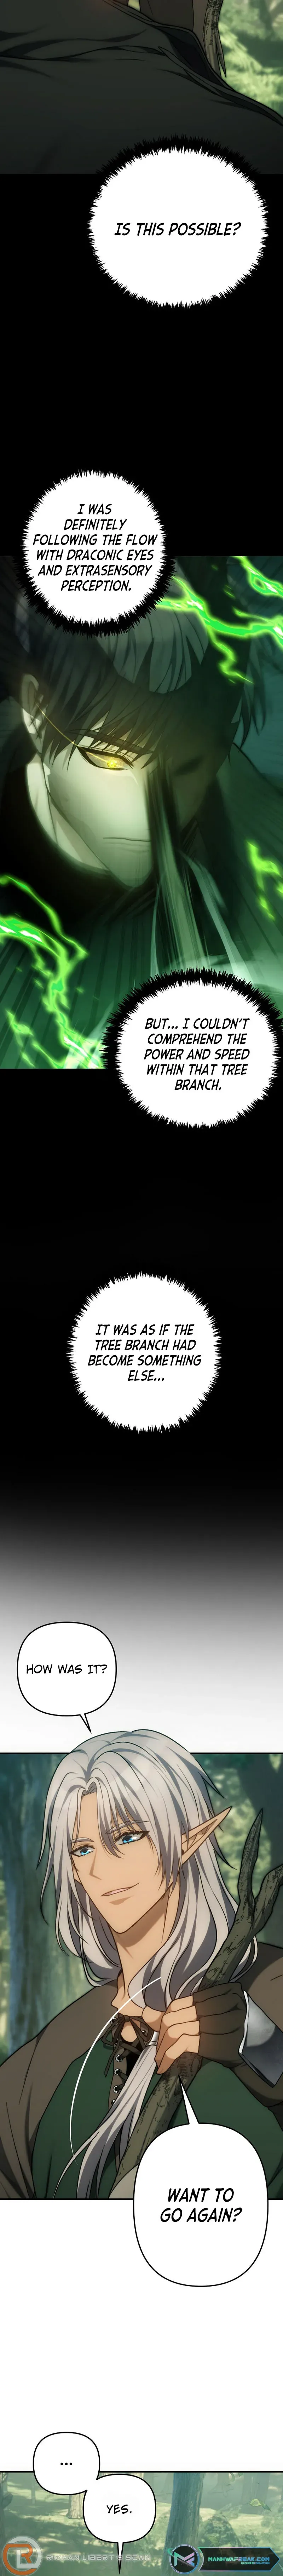 IS THIS POSSIBLE?
I WAS
DEFINITELY
FOLLOWING THE FLOW
WITH DRACONIC EYES
AND EXTRASENSORY
PERCEPTION.
BUT... I COULDN'T
COMPREHEND THE
POWER AND SPEED
WITHIN THAT TREE
BRANCH.
IT WAS AS IF THE
TREE BRANCH HAD
BECOME SOMETHING
ELSE...
HOW WAS IT?
WANT TO
GO AGAIN?
...
YES.